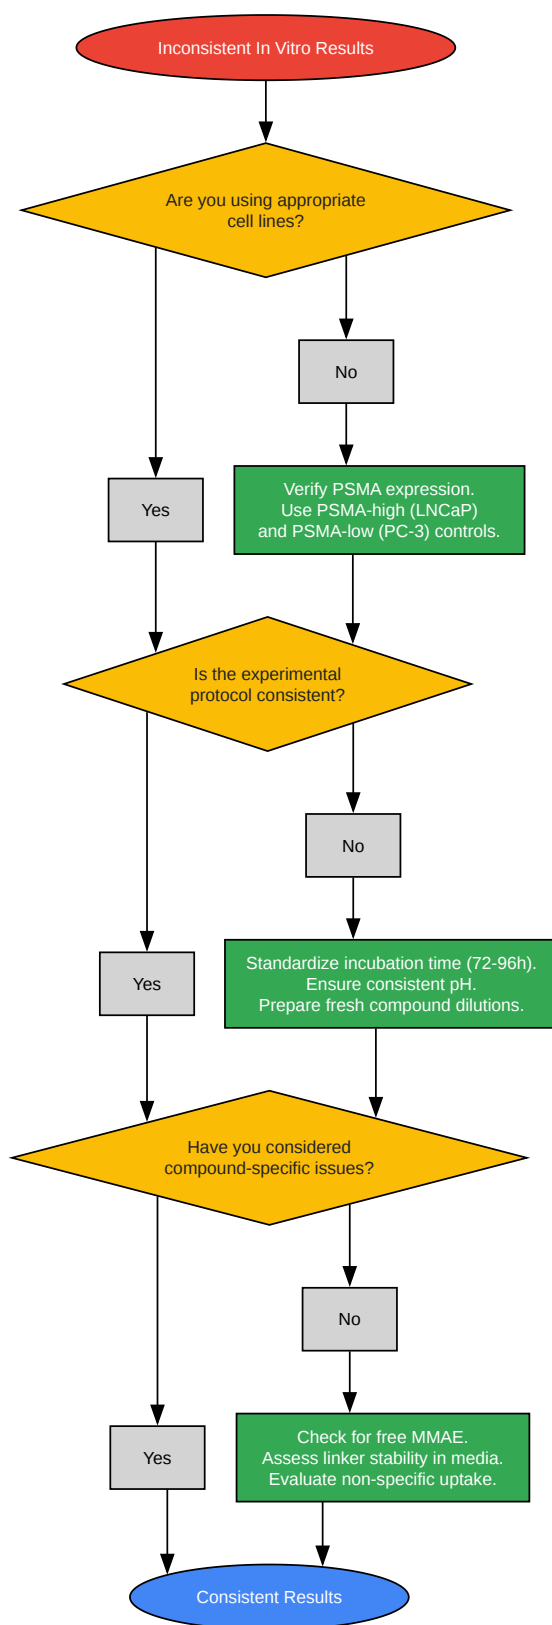 Inconsistent In Vitro Results
Are you using appropriate
cell lines?
No
Yes
Verify PSMA expression.
Use PSMA-high (LNCaP)
and PSMA-low (PC-3) controls.
Is the experimental
protocol consistent?
No
Yes
Standardize incubation time (72-96h).
Ensure consistent pH.
Prepare fresh compound dilutions.
Have you considered
compound-specific issues?
No
Yes
Check for free MMAE.
Assess linker stability in media.
Evaluate non-specific uptake.
Consistent Results